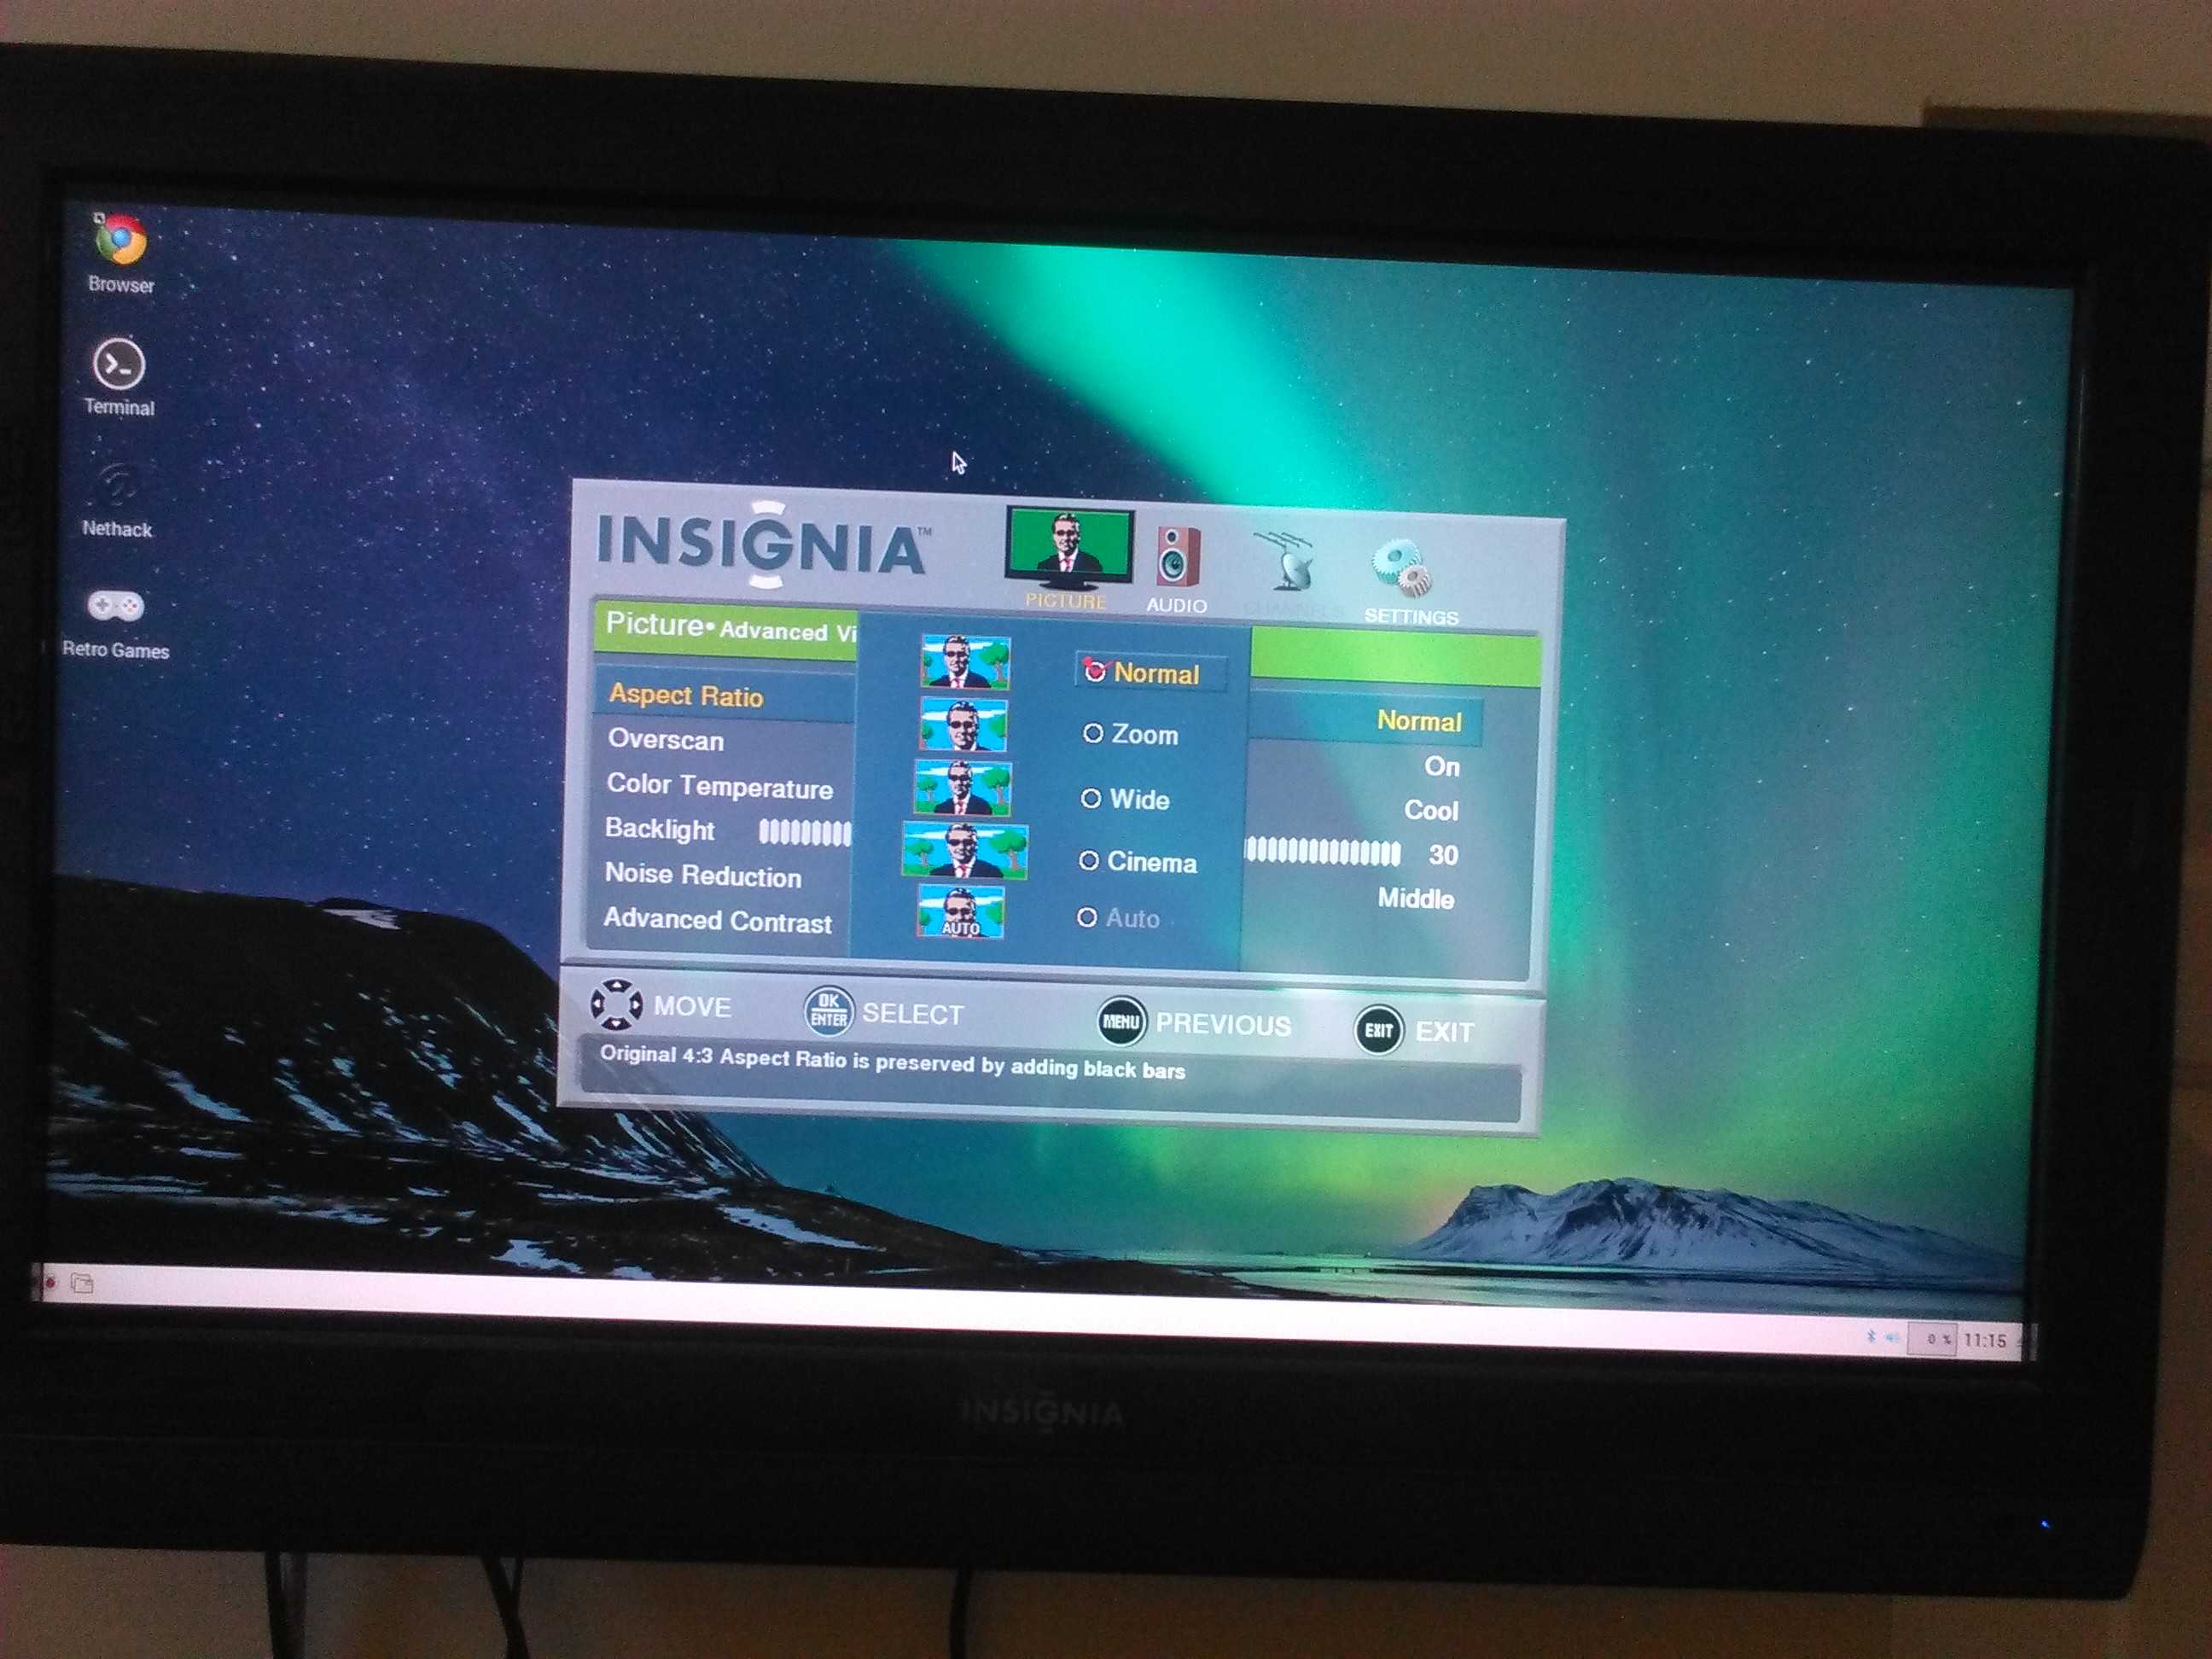 Browser
Terminal
Nethack
Retro Games
INSIGNIA™
PICTURE
AUDIO
CHANNELS
SETTINGS
Picture• Advanced Vi
Aspect Ratio
Normal
Overscan
On
Color Temperature
Cool
Backlight
30
Noise Reduction
Middle
Advanced Contrast
Normal
Zoom
Wide
Cinema
AUTO
Auto
MOVE
OK
ENTER
SELECT
MENU
PREVIOUS
EXIT
EXIT
Original 4:3 Aspect Ratio is preserved by adding black bars
0 %
11:15
INSIGNIA